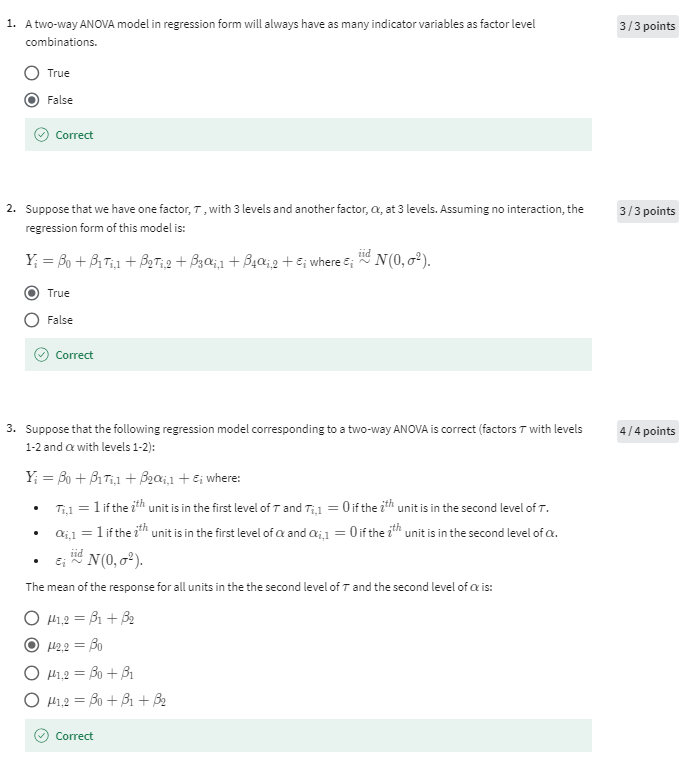 1. A two-way ANOVA model in regression form will always have as many indicator variables as factor level
combinations.
3 / 3 points
True
False
Correct
2. Suppose that we have one factor, τ , with 3 levels and another factor, α, at 3 levels. Assuming no interaction, the
regression form of this model is:
3 / 3 points
Yᵢ = β₀ + β₁τᵢ,₁ + β₂τᵢ,₂ + β₃αᵢ,₁ + β₄αᵢ,₂ + εᵢ where εᵢ iid ~ N(0, σ²).
True
False
Correct
3. Suppose that the following regression model corresponding to a two-way ANOVA is correct (factors τ with levels
1-2 and α with levels 1-2):
4 / 4 points
Yᵢ = β₀ + β₁τᵢ,₁ + β₂αᵢ,₁ + εᵢ where:
• τᵢ,₁ = 1 if the iᵗʰ unit is in the first level of τ and τᵢ,₁ = 0 if the iᵗʰ unit is in the second level of τ.
• αᵢ,₁ = 1 if the iᵗʰ unit is in the first level of α and αᵢ,₁ = 0 if the iᵗʰ unit is in the second level of α.
• εᵢ iid ~ N(0, σ²).
The mean of the response for all units in the the second level of τ and the second level of α is:
μ₁,₂ = β₁ + β₂
μ₂,₂ = β₀
μ₁,₂ = β₀ + β₁
μ₁,₂ = β₀ + β₁ + β₂
Correct